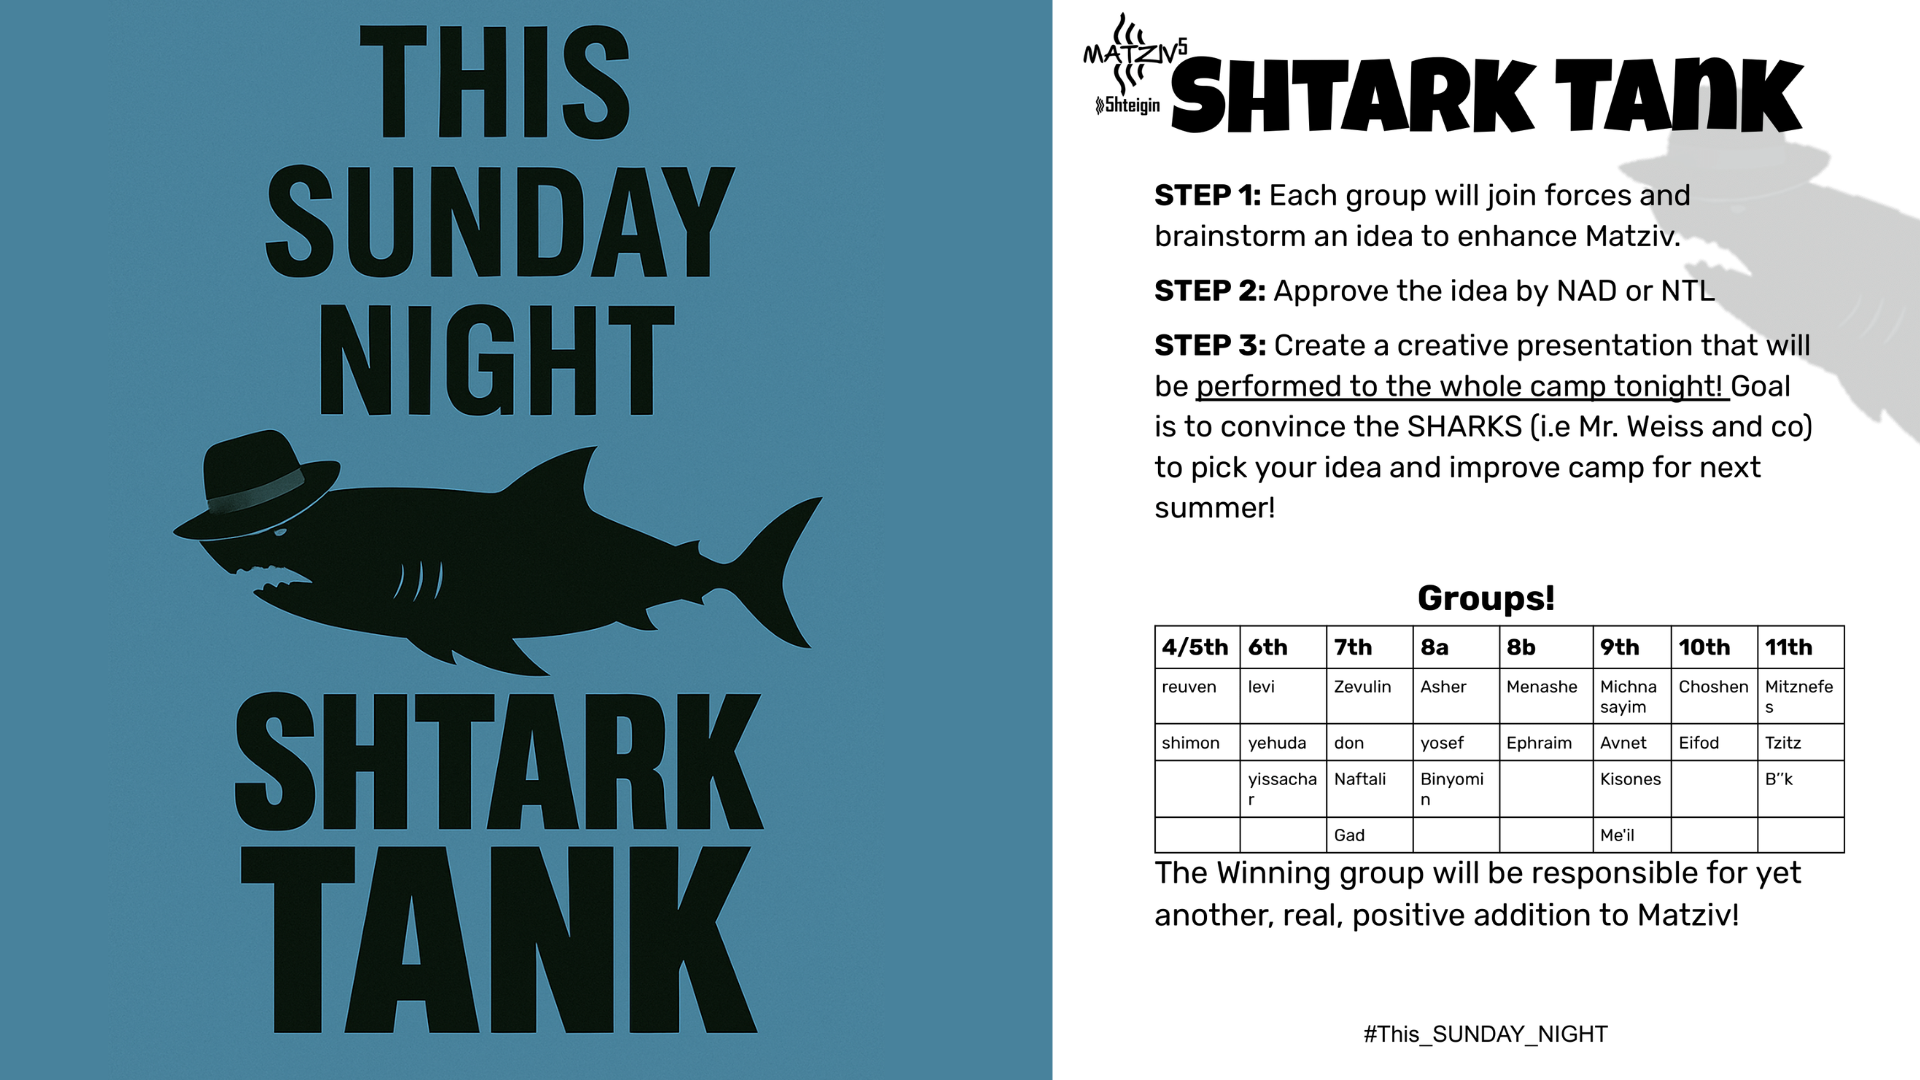 THIS
SUNDAY
NIGHT
SHTARK
TANK
MATZIV5
Shteigin
SHTARK TANK
STEP 1: Each group will join forces and
brainstorm an idea to enhance Matziv.
STEP 2: Approve the idea by NAD or NTL
STEP 3: Create a creative presentation that will
be performed to the whole camp tonight! Goal
is to convince the SHARKS (i.e Mr. Weiss and co)
to pick your idea and improve camp for next
summer!
Groups!
4/5th 6th 7th 8a 8b 9th 10th 11th
reuven levi Zevulin Asher Menashe Michna Choshen Mitznefe
sayim s
shimon yehuda don yosef Ephraim Avnet Eifod Tzitz
yissacha Naftali Binyomi Kisones B''k
r n
Gad Me'il
The Winning group will be responsible for yet
another, real, positive addition to Matziv!
#This_SUNDAY_NIGHT